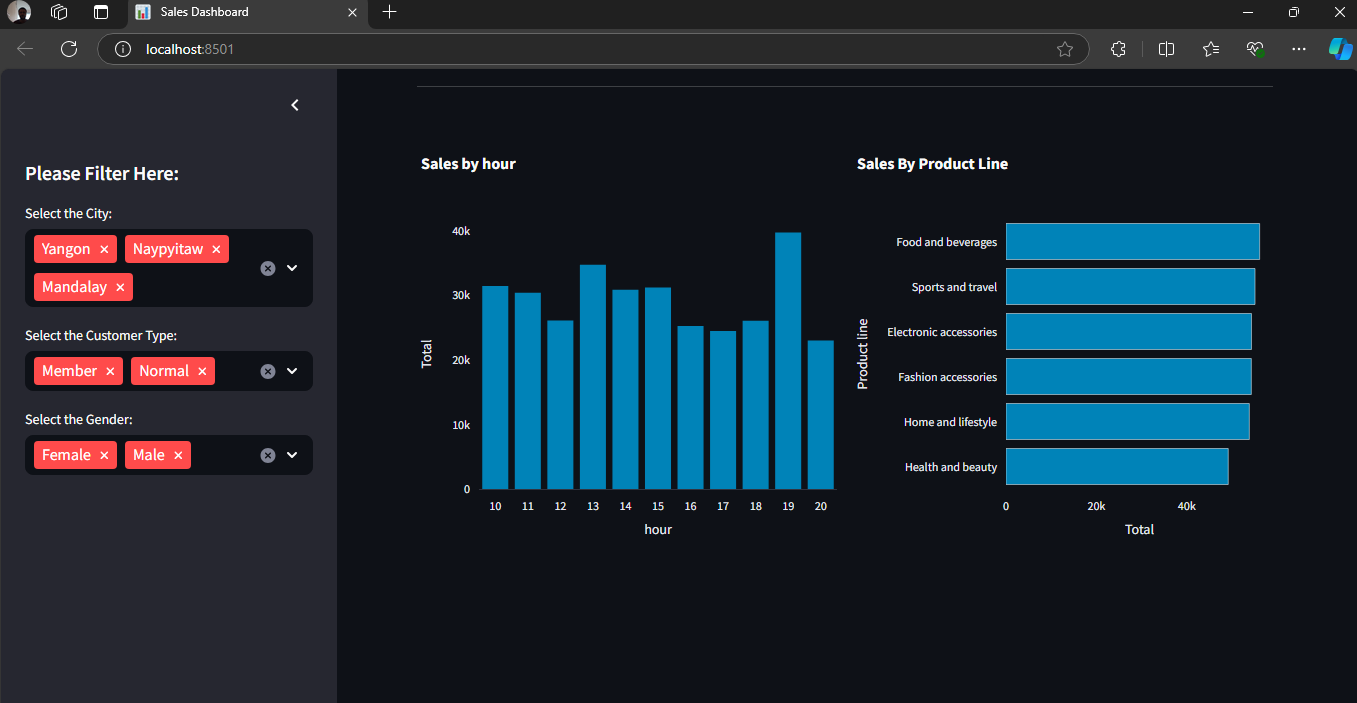 Sales Dashboard
localhost:8501
Please Filter Here:
Select the City:
Yangon × Naypyitaw ×
Mandalay ×
Select the Customer Type:
Member × Normal ×
Select the Gender:
Female × Male ×
Sales by hour
Total
40k
30k
20k
10k
0
10 11 12 13 14 15 16 17 18 19 20
hour
Sales By Product Line
Product line
Food and beverages
Sports and travel
Electronic accessories
Fashion accessories
Home and lifestyle
Health and beauty
0 20k 40k
Total